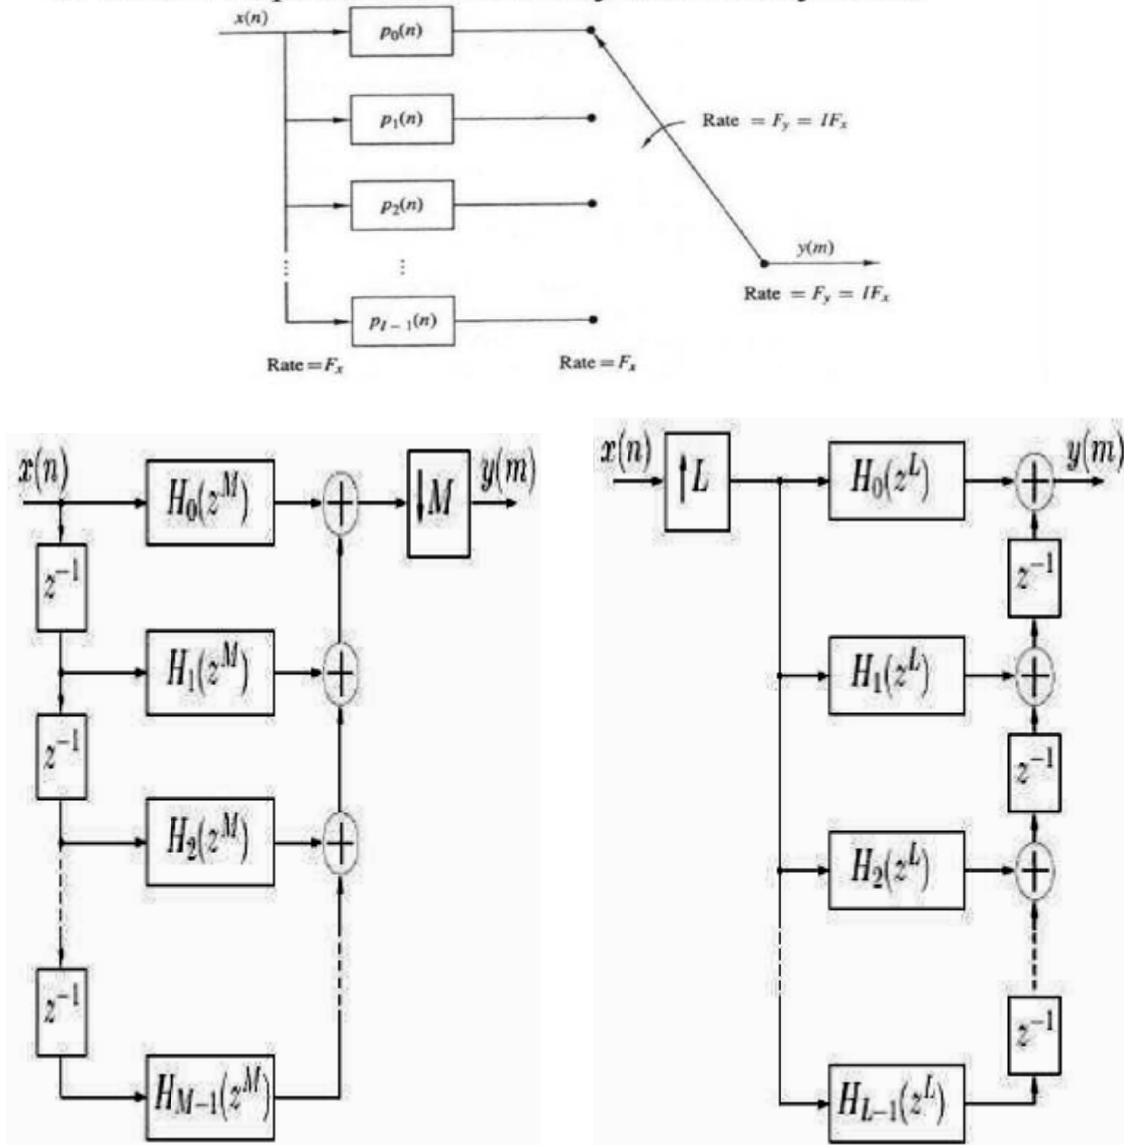 x(n)
p₀(n)
p₁(n)
Rate = F_y = IF_x
p₂(n)
y(m)
⋮
⋮
Rate = F_y = IF_x
p_{I-1}(n)
Rate = F_x
Rate = F_x
x(n)
H₀(z^M)
↓M
y(m)
z⁻¹
H₁(z^M)
z⁻¹
H₂(z^M)
z⁻¹
H_{M-1}(z^M)
x(n)
↑L
H₀(z^L)
y(m)
z⁻¹
H₁(z^L)
z⁻¹
H₂(z^L)
z⁻¹
H_{L-1}(z^L)